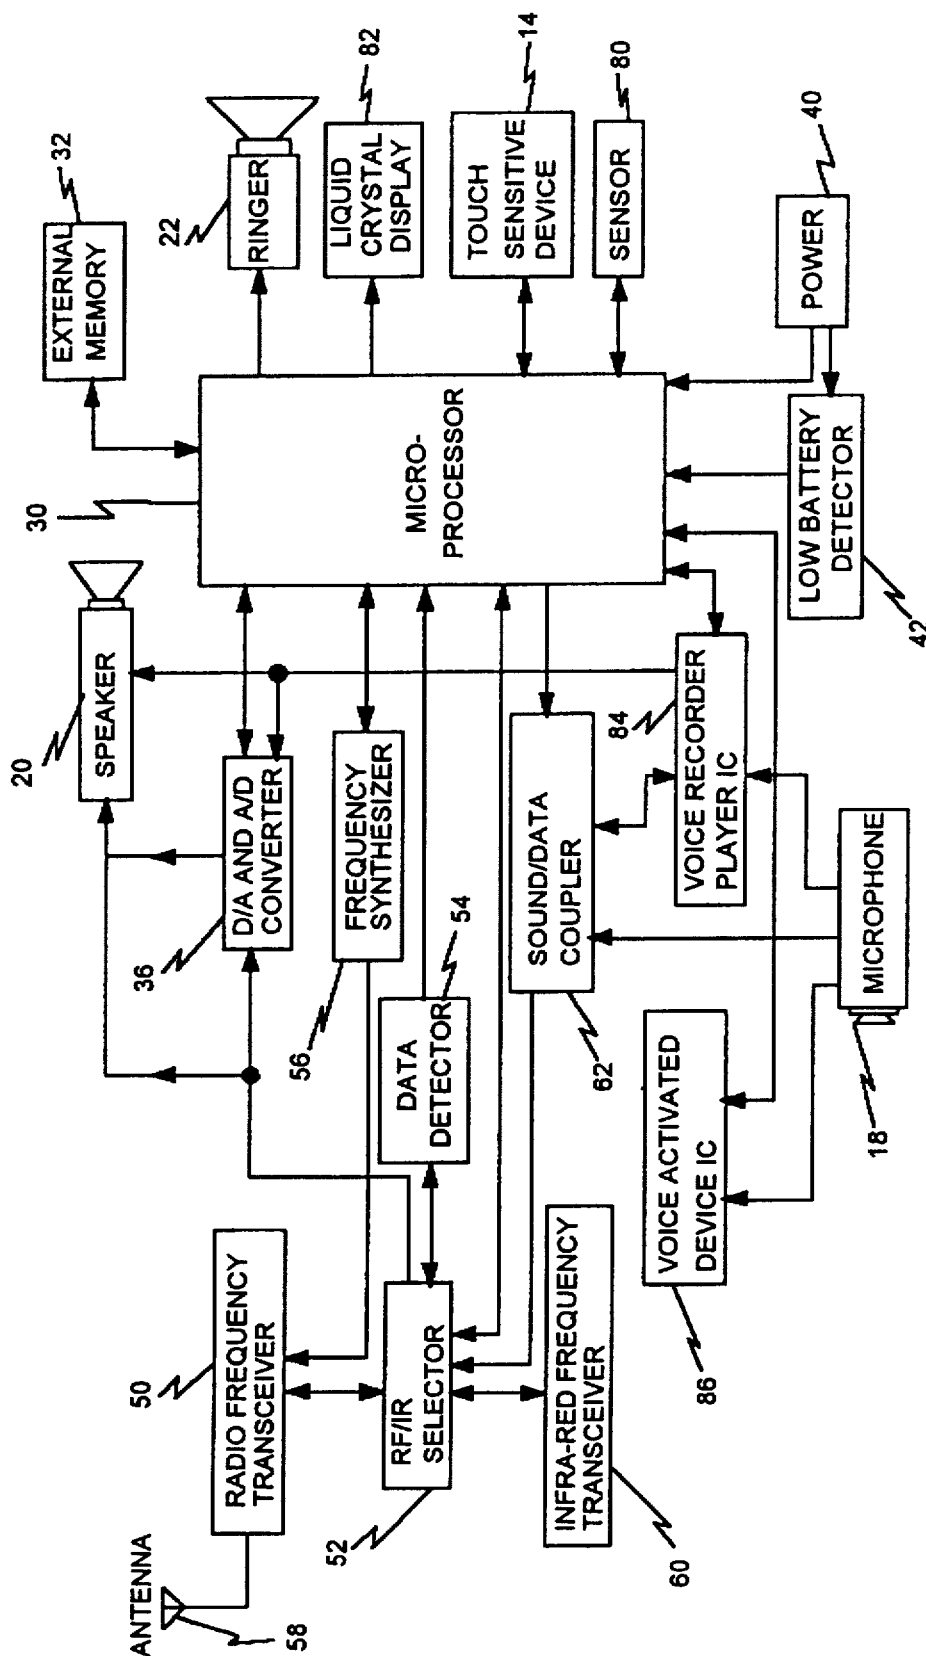 32
EXTERNAL
MEMORY
22
RINGER
82
LIQUID
CRYSTAL
DISPLAY
14
TOUCH
SENSITIVE
DEVICE
80
SENSOR
40
POWER
30
MICRO-
PROCESSOR
LOW BATTERY
DETECTOR
42
20
SPEAKER
36
D/A AND A/D
CONVERTER
56
FREQUENCY
SYNTHESIZER
54
DATA
DETECTOR
SOUND/DATA
COUPLER
62
84
VOICE RECORDER
PLAYER IC
MICROPHONE
18
VOICE ACTIVATED
DEVICE IC
86
50
RADIO FREQUENCY
TRANSCEIVER
RF/IR
SELECTOR
52
INFRA-RED FREQUENCY
TRANSCEIVER
60
ANTENNA
58